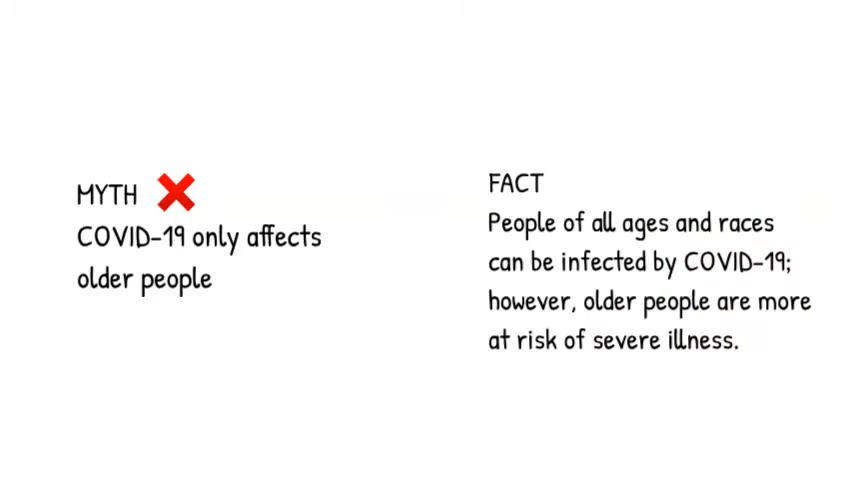 MYTH
COVID-19 only affects
older people
FACT
People of all ages and races
can be infected by COVID-19;
however, older people are more
at risk of severe illness.